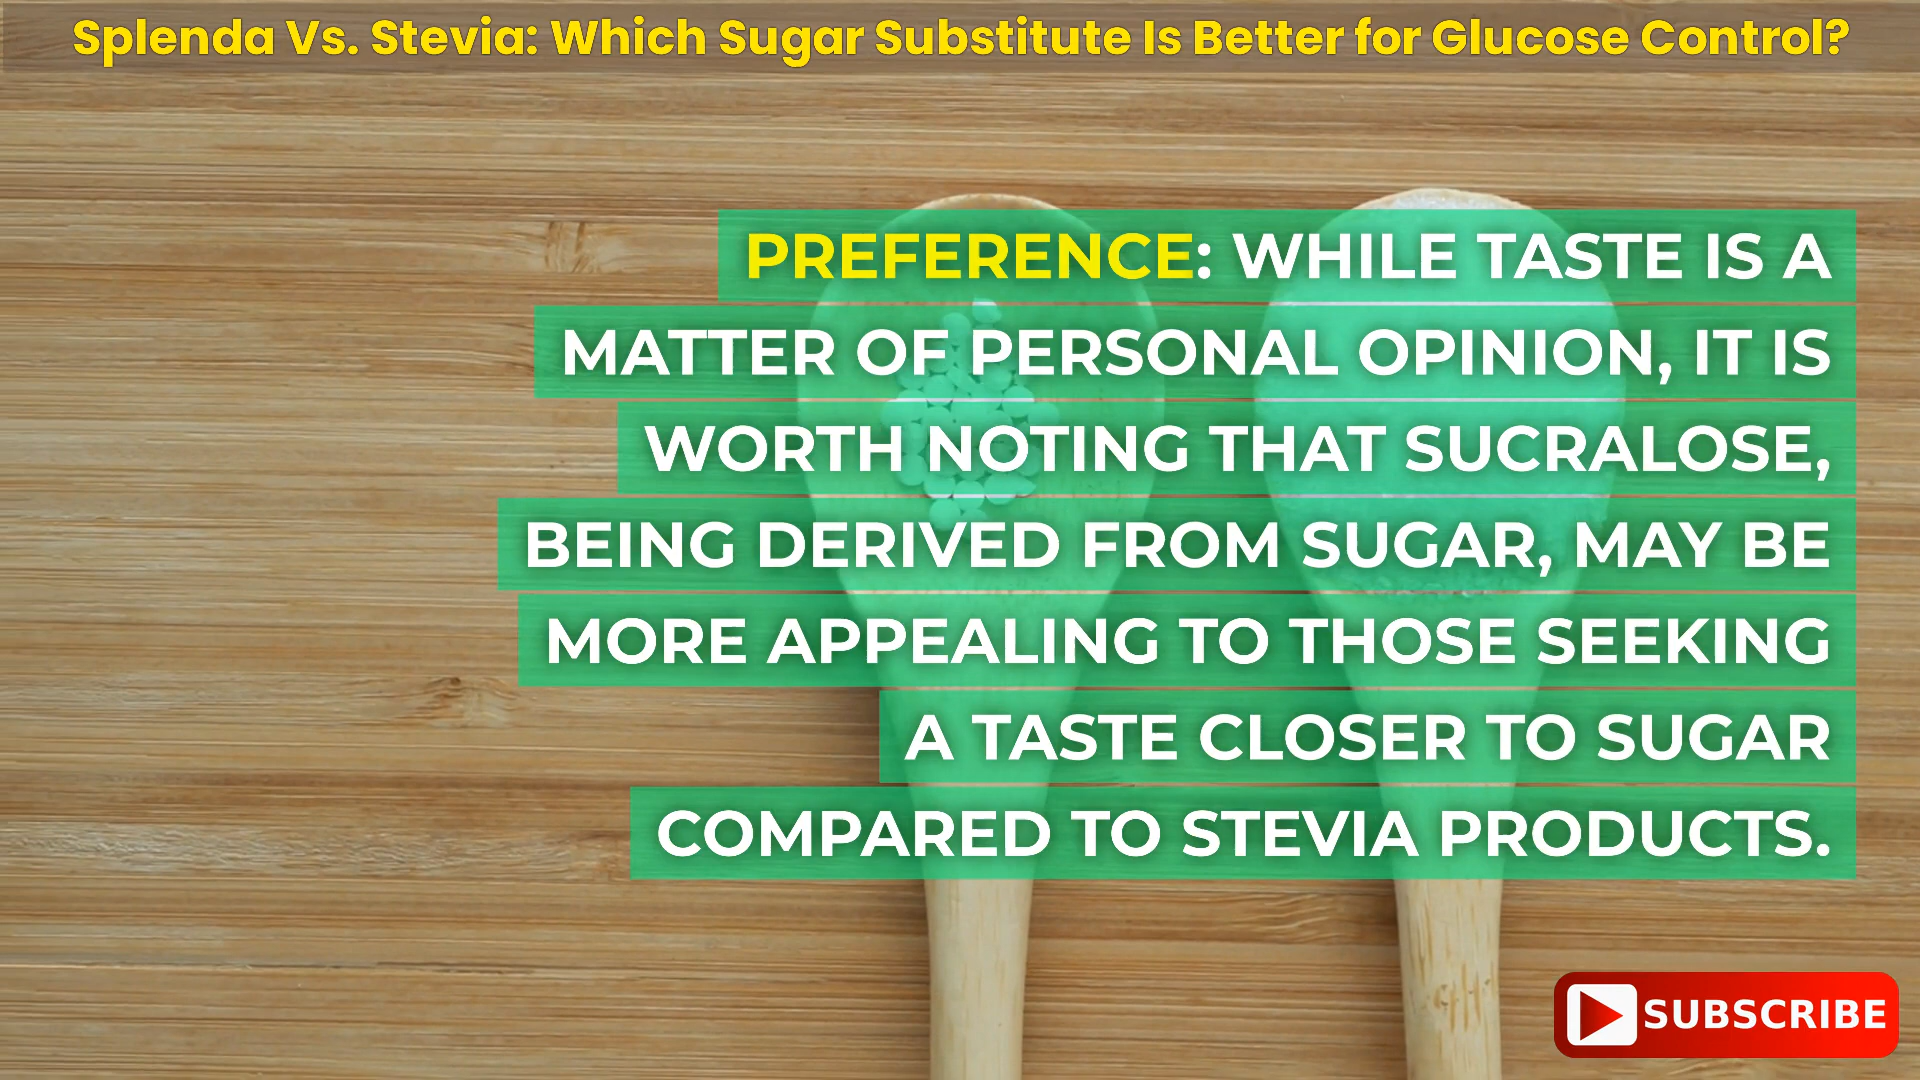 Splenda Vs. Stevia: Which Sugar Substitute Is Better for Glucose Control?
PREFERENCE: WHILE TASTE IS A
MATTER OF PERSONAL OPINION, IT IS
WORTH NOTING THAT SUCRALOSE,
BEING DERIVED FROM SUGAR, MAY BE
MORE APPEALING TO THOSE SEEKING
A TASTE CLOSER TO SUGAR
COMPARED TO STEVIA PRODUCTS.
SUBSCRIBE